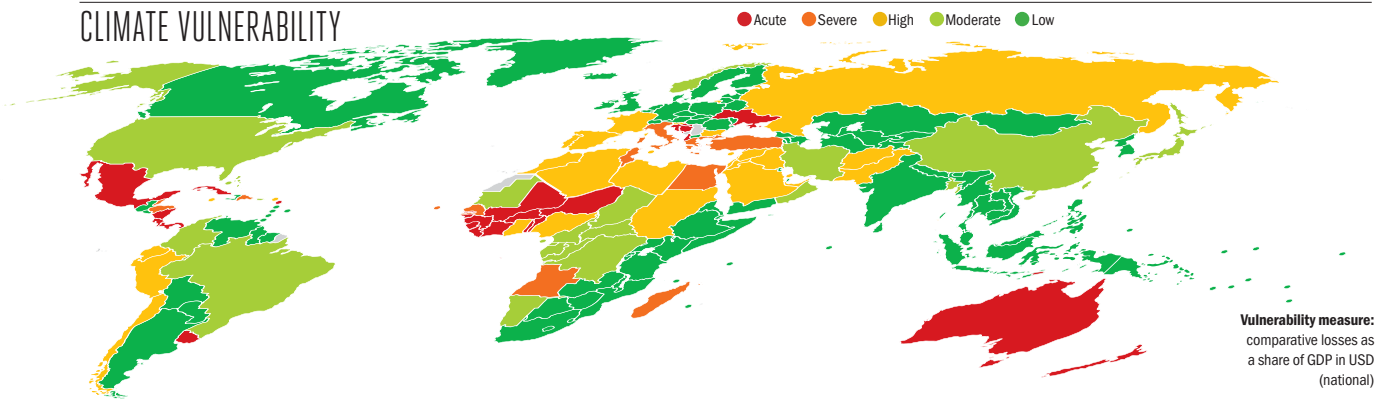 CLIMATE VULNERABILITY
Acute Severe High Moderate Low
Vulnerability measure:
comparative losses as
a share of GDP in USD
(national)